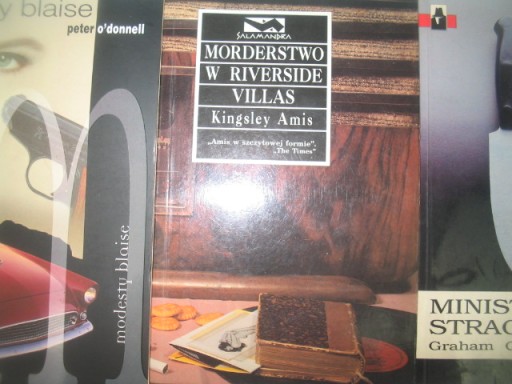 y blaise
peter o'donnell
modesty blaise
SALAMANDRA
MORDERSTWO
W RIVERSIDE
VILLAS
Kingsley Amis
„Amis w szczytowej formie”,
„The Times”
MINIST
STRAC
Graham G